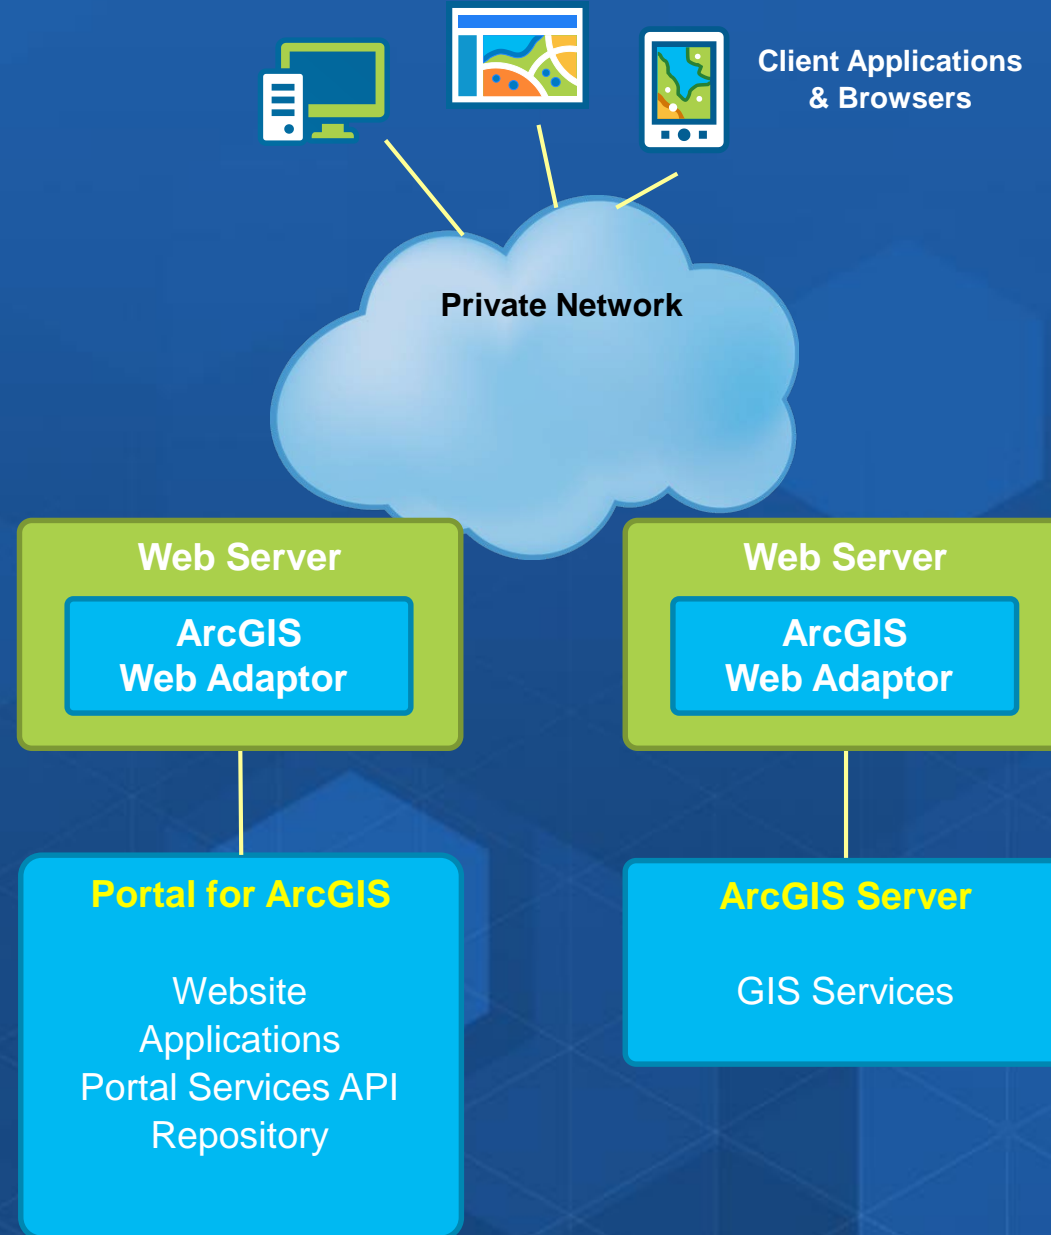 Client Applications
& Browsers
Private Network
Web Server
ArcGIS
Web Adaptor
Web Server
ArcGIS
Web Adaptor
Portal for ArcGIS
Website
Applications
Portal Services API
Repository
ArcGIS Server
GIS Services